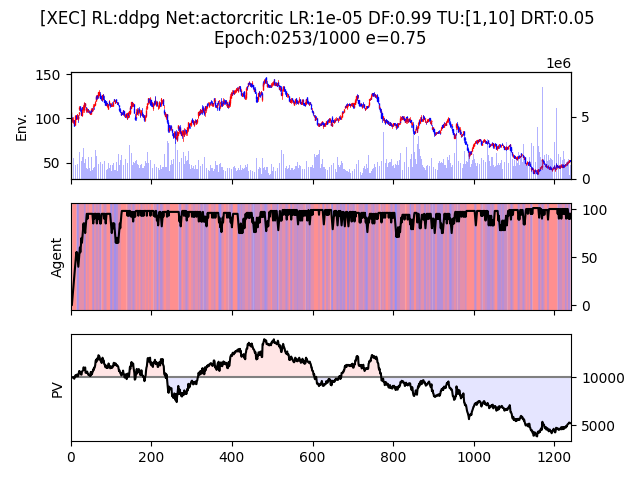 [XEC] RL:ddpg Net:actorcritic LR:1e-05 DF:0.99 TU:[1,10] DRT:0.05
Epoch:0253/1000 e=0.75
1e6
150
100
50
Env.
5
0
Agent
100
50
0
PV
10000
5000
0 200 400 600 800 1000 1200